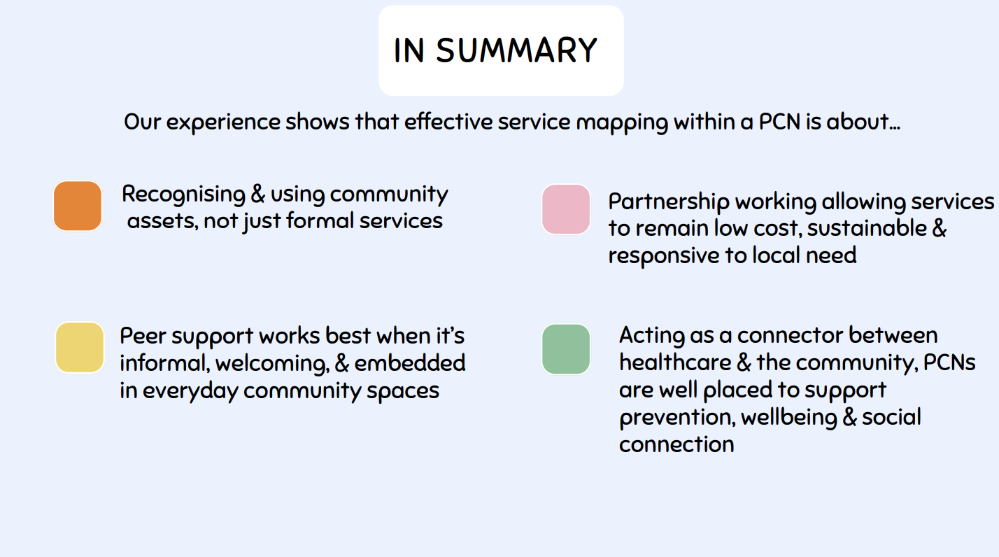 IN SUMMARY
Our experience shows that effective service mapping within a PCN is about...
Recognising & using community
assets, not just formal services
Partnership working allowing services
to remain low cost, sustainable &
responsive to local need
Peer support works best when it's
informal, welcoming, & embedded
in everyday community spaces
Acting as a connector between
healthcare & the community, PCNs
are well placed to support
prevention, wellbeing & social
connection